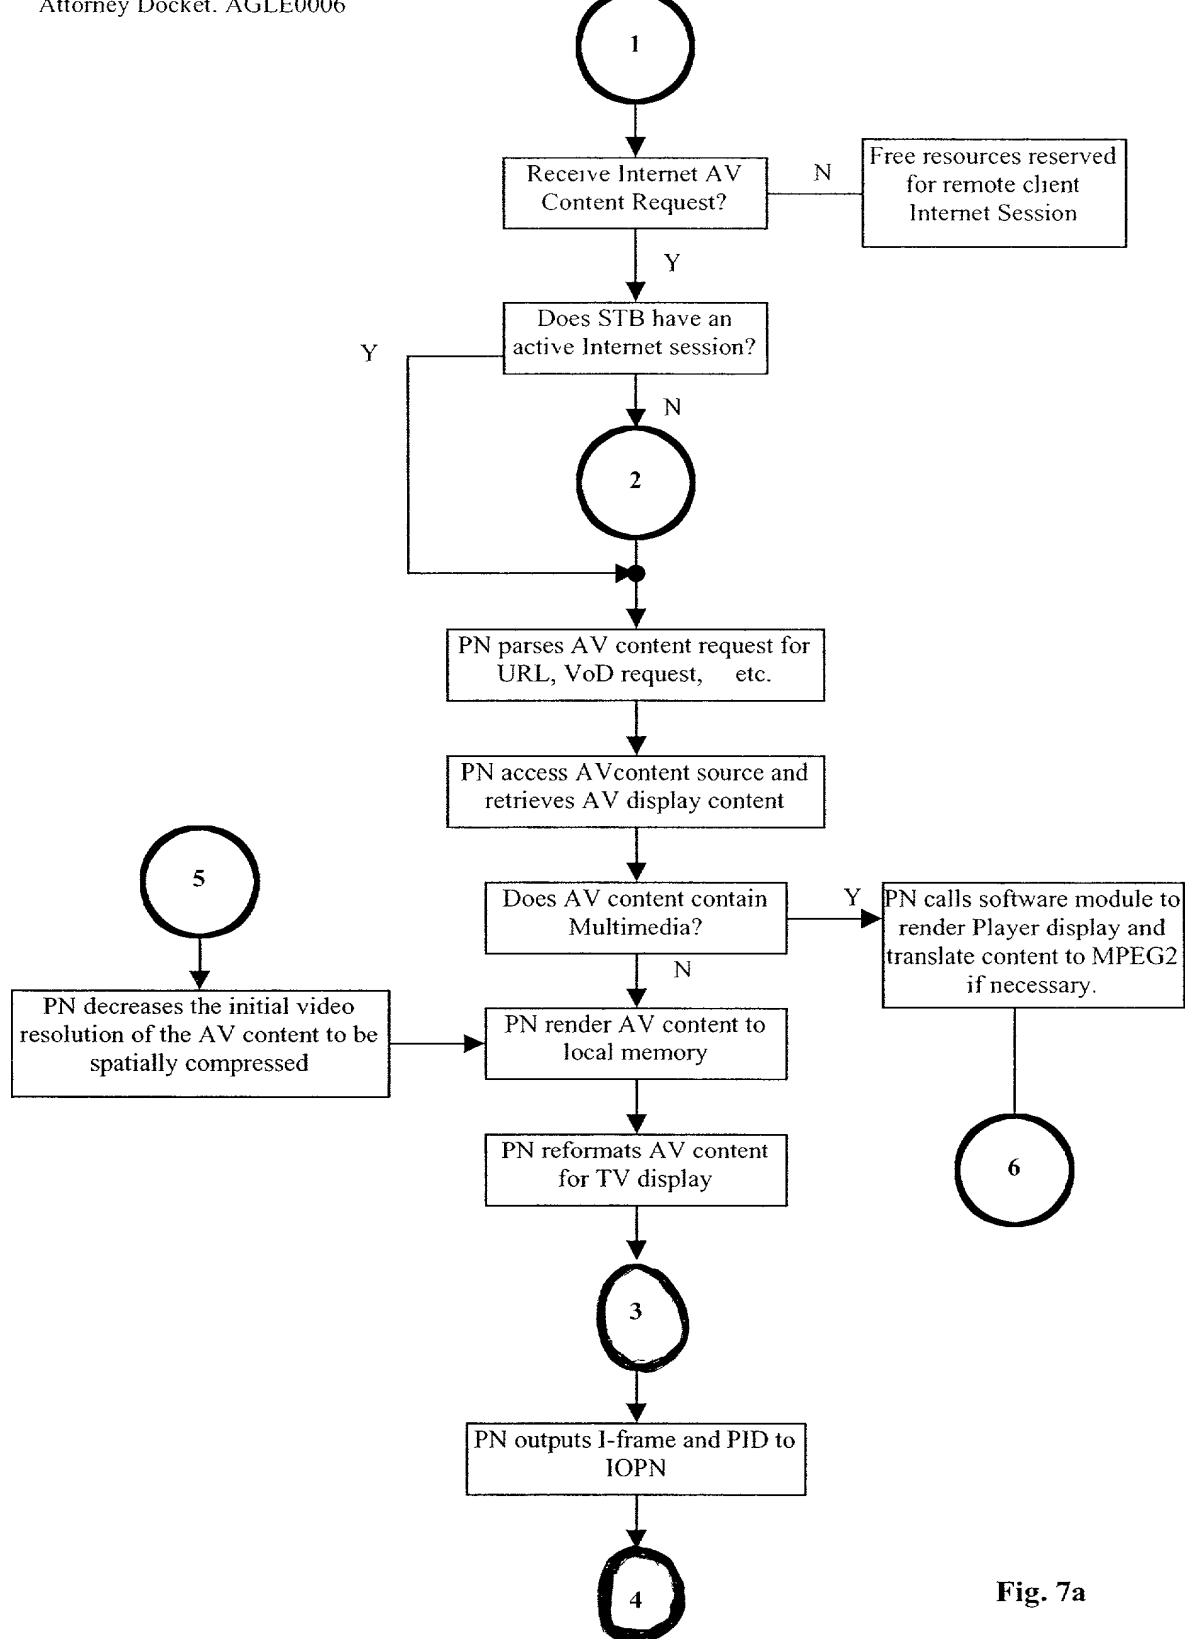 Attorney Docket. AGLE0006
1
Receive Internet AV
Content Request?
N
Free resources reserved
for remote client
Internet Session
Y
Does STB have an
active Internet session?
Y
N
2
PN parses AV content request for
URL, VoD request, etc.
PN access AVcontent source and
retrieves AV display content
5
Does AV content contain
Multimedia?
Y
PN calls software module to
render Player display and
translate content to MPEG2
if necessary.
N
PN decreases the initial video
resolution of the AV content to be
spatially compressed
PN render AV content to
local memory
PN reformats AV content
for TV display
6
3
PN outputs I-frame and PID to
IOPN
4
Fig. 7a